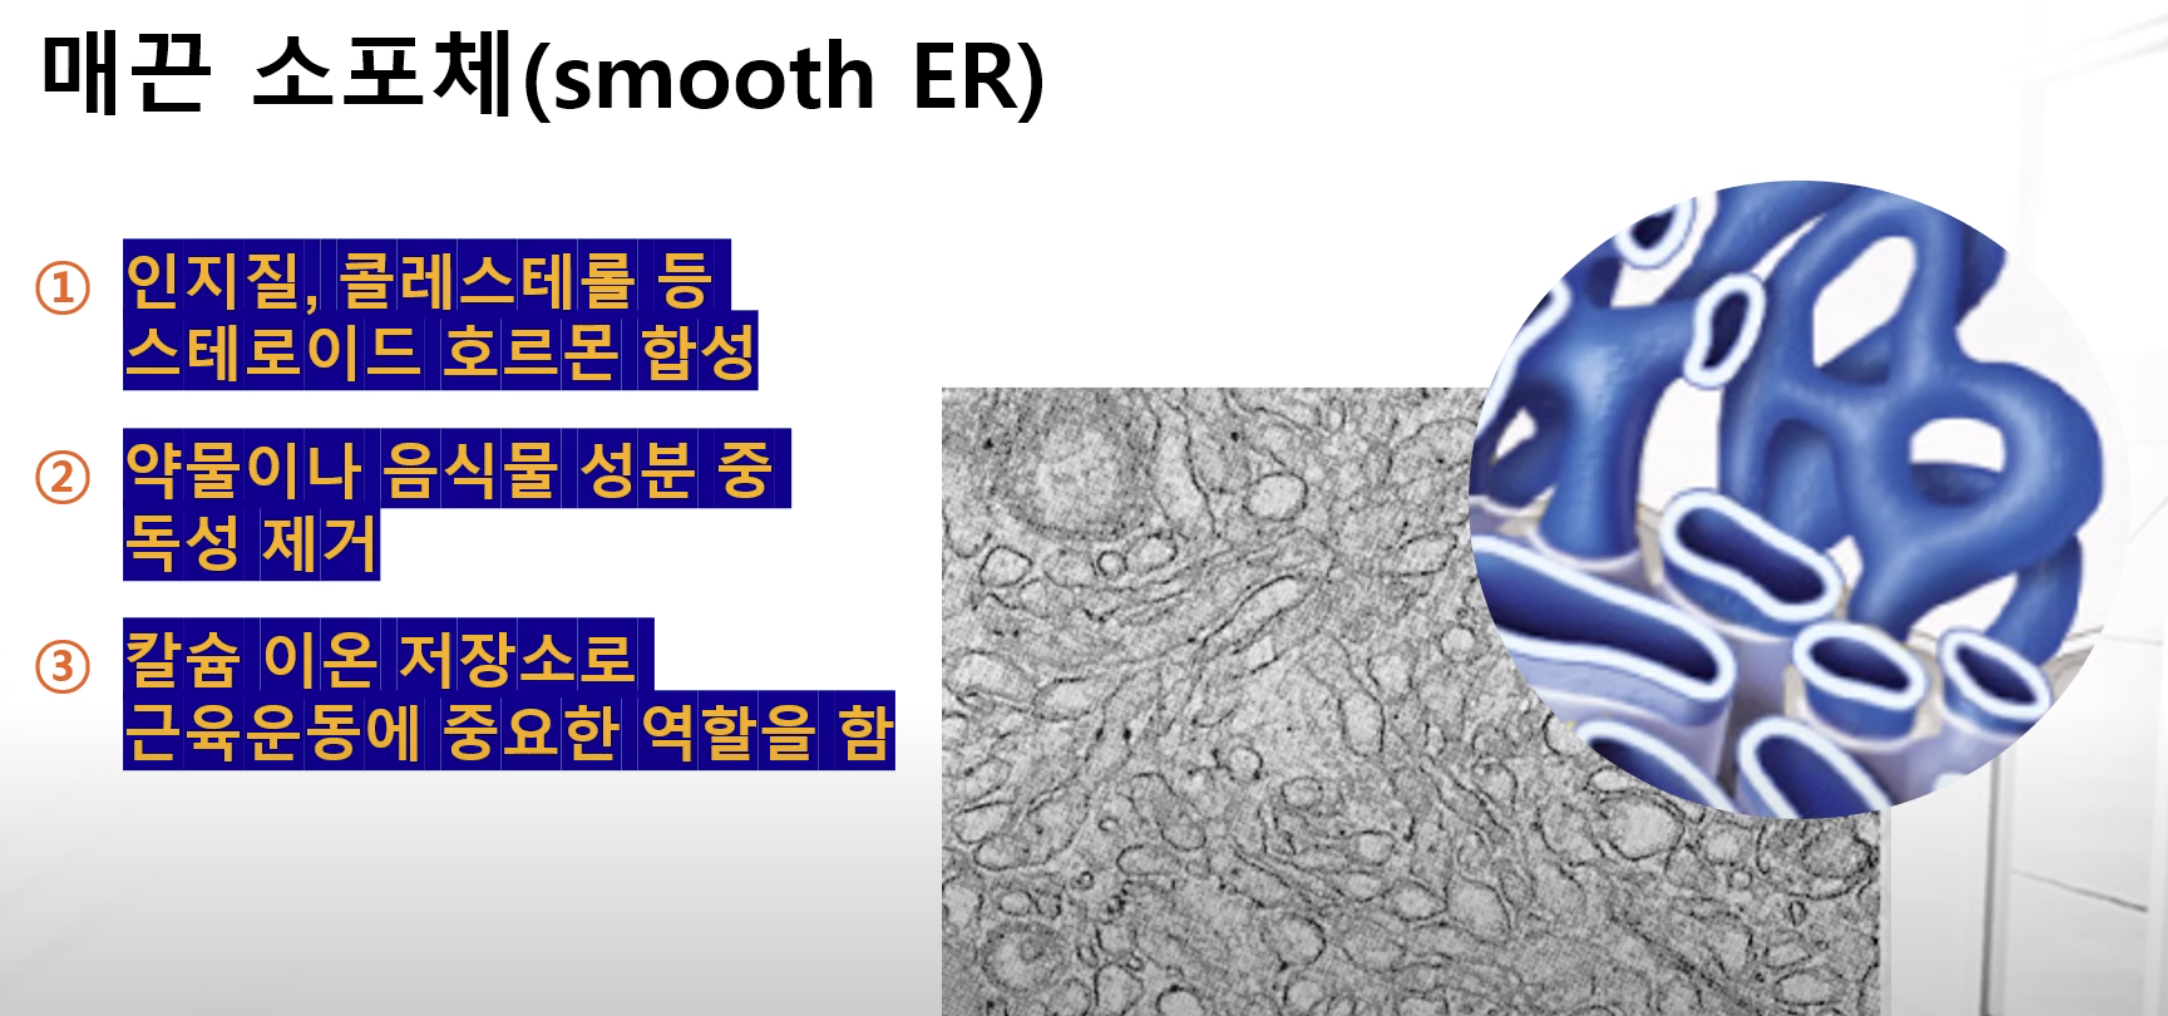 매끈 소포체(smooth ER)
① 인지질, 콜레스테롤 등
스테로이드 호르몬 합성
② 약물이나 음식물 성분 중
독성 제거
③ 칼슘 이온 저장소로
근육운동에 중요한 역할을 함